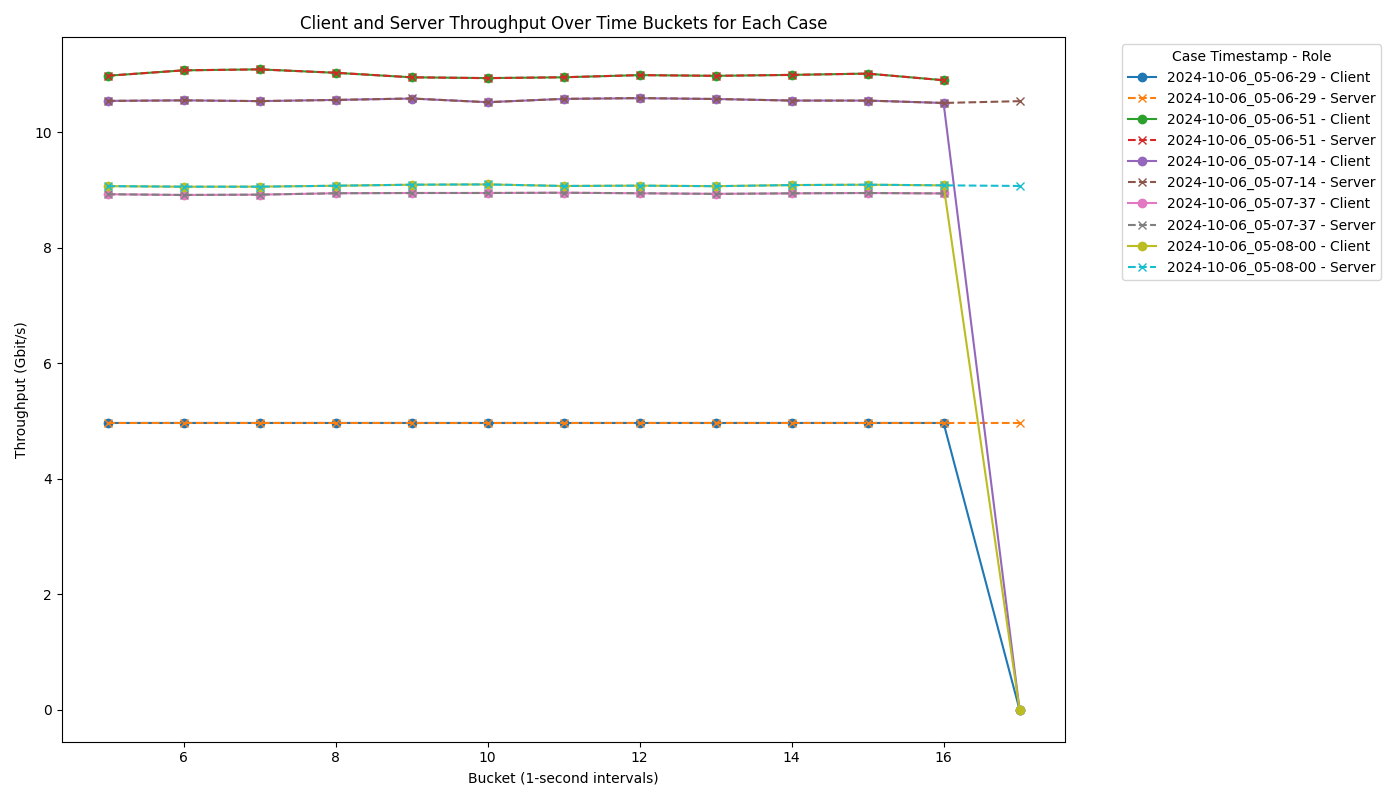 Client and Server Throughput Over Time Buckets for Each Case
Case Timestamp - Role
2024-10-06_05-06-29 - Client
2024-10-06_05-06-29 - Server
2024-10-06_05-06-51 - Client
2024-10-06_05-06-51 - Server
2024-10-06_05-07-14 - Client
2024-10-06_05-07-14 - Server
2024-10-06_05-07-37 - Client
2024-10-06_05-07-37 - Server
2024-10-06_05-08-00 - Client
2024-10-06_05-08-00 - Server
Throughput (Gbit/s)
10
8
6
4
2
0
6 8 10 12 14 16
Bucket (1-second intervals)